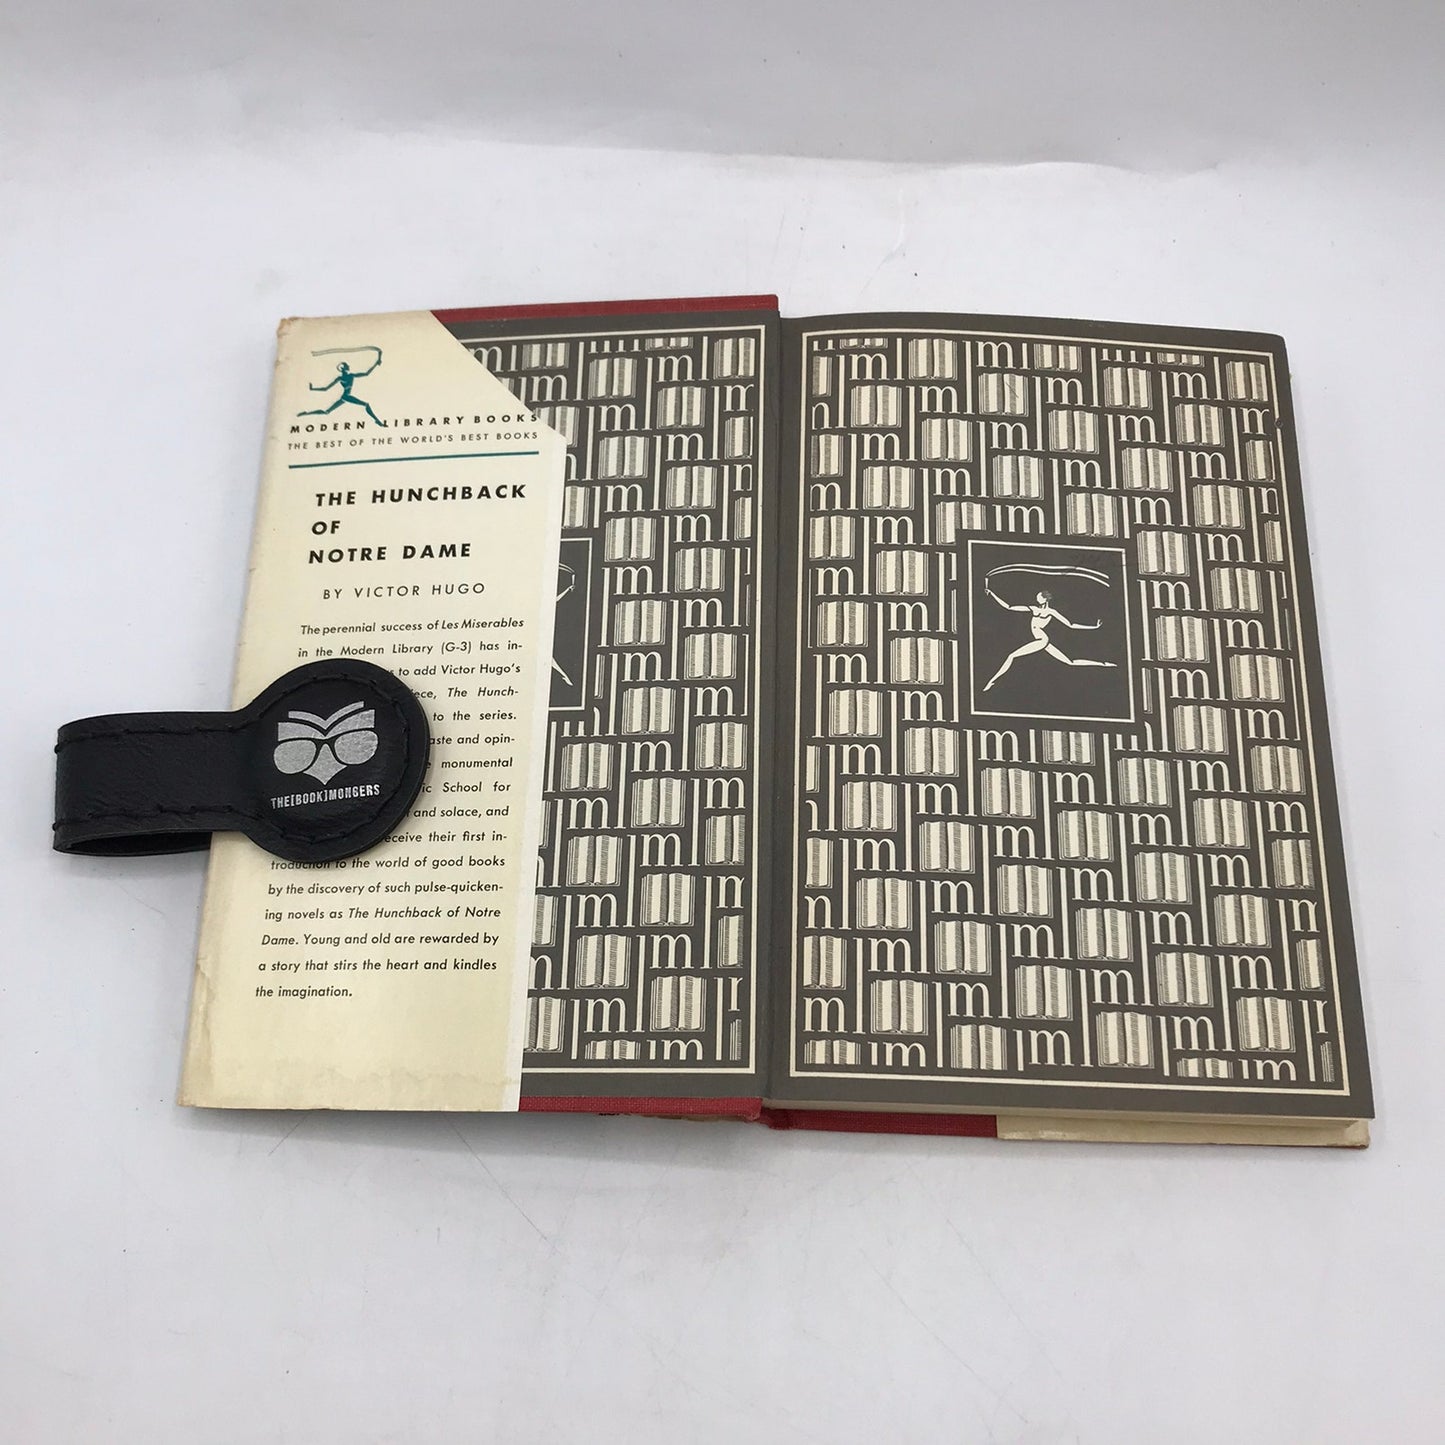 MODERN LIBRARY BOOKS
THE BEST OF THE WORLD'S BEST BOOKS
THE HUNCHBACK
OF
NOTRE DAME
BY VICTOR HUGO
The perennial success of Les Miserables
in the Modern Library (G-3) has in-
to add Victor Hugo's
The Hunch-
to the series.
and opin-
monumental
School for
and solace, and
their first in-
troduction to the world of good books
by the discovery of such pulse-quicken-
ing novels as The Hunchback of Notre
Dame. Young and old are rewarded by
a story that stirs the heart and kindles
the imagination.
THE[BOOK]MONGERS